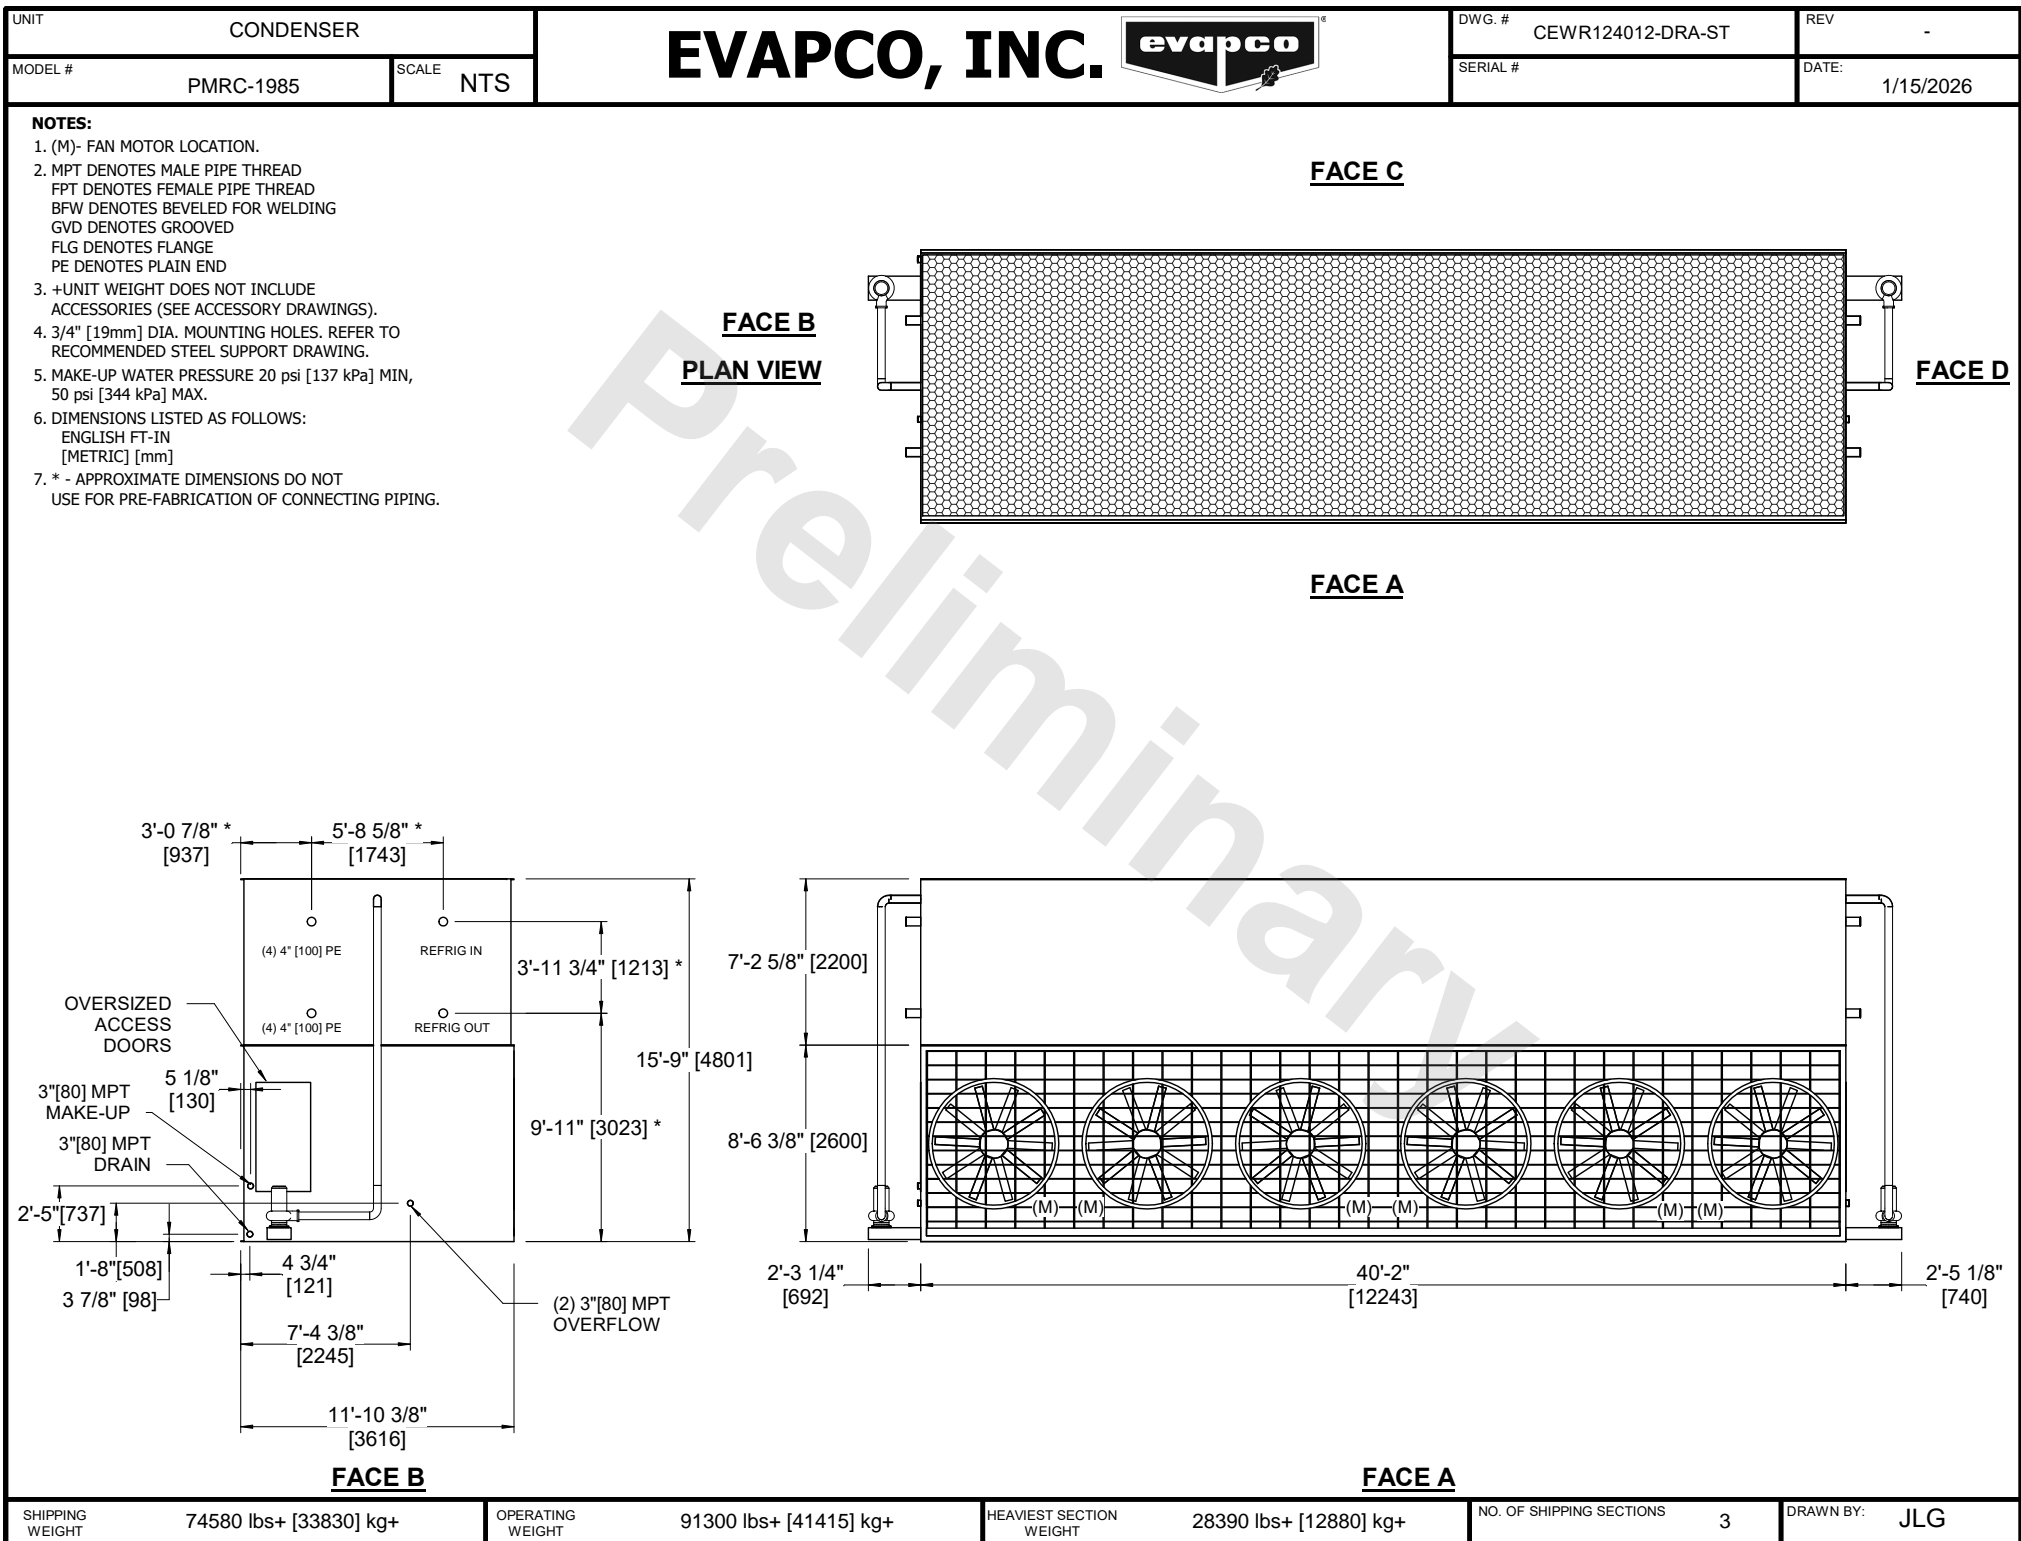 UNIT
CONDENSER
MODEL #
PMRC-1985
SCALE
NTS
EVAPCO, INC.
evapco
®
DWG. #
CEWR124012-DRA-ST
REV
-
SERIAL #
DATE:
1/15/2026
NOTES:
1. (M)- FAN MOTOR LOCATION.
2. MPT DENOTES MALE PIPE THREAD
FPT DENOTES FEMALE PIPE THREAD
BFW DENOTES BEVELED FOR WELDING
GVD DENOTES GROOVED
FLG DENOTES FLANGE
PE DENOTES PLAIN END
3. +UNIT WEIGHT DOES NOT INCLUDE
ACCESSORIES (SEE ACCESSORY DRAWINGS).
4. 3/4" [19mm] DIA. MOUNTING HOLES. REFER TO
RECOMMENDED STEEL SUPPORT DRAWING.
5. MAKE-UP WATER PRESSURE 20 psi [137 kPa] MIN,
50 psi [344 kPa] MAX.
6. DIMENSIONS LISTED AS FOLLOWS:
ENGLISH FT-IN
[METRIC] [mm]
7. * - APPROXIMATE DIMENSIONS DO NOT
USE FOR PRE-FABRICATION OF CONNECTING PIPING.
FACE C
FACE B
PLAN VIEW
FACE D
FACE A
Preliminary
3'-0 7/8" *
[937]
5'-8 5/8" *
[1743]
(4) 4" [100] PE
REFRIG IN
3'-11 3/4" [1213] *
(4) 4" [100] PE
REFRIG OUT
OVERSIZED
ACCESS
DOORS
15'-9" [4801]
5 1/8"
[130]
3"[80] MPT
MAKE-UP
3"[80] MPT
DRAIN
9'-11" [3023] *
2'-5"[737]
1'-8"[508]
3 7/8" [98]
4 3/4"
[121]
(2) 3"[80] MPT
OVERFLOW
7'-4 3/8"
[2245]
11'-10 3/8"
[3616]
FACE B
7'-2 5/8" [2200]
8'-6 3/8" [2600]
(M) (M) (M) (M) (M) (M)
2'-3 1/4"
[692]
40'-2"
[12243]
2'-5 1/8"
[740]
FACE A
SHIPPING
WEIGHT
74580 lbs+ [33830] kg+
OPERATING
WEIGHT
91300 lbs+ [41415] kg+
HEAVIEST SECTION
WEIGHT
28390 lbs+ [12880] kg+
NO. OF SHIPPING SECTIONS
3
DRAWN BY:
JLG